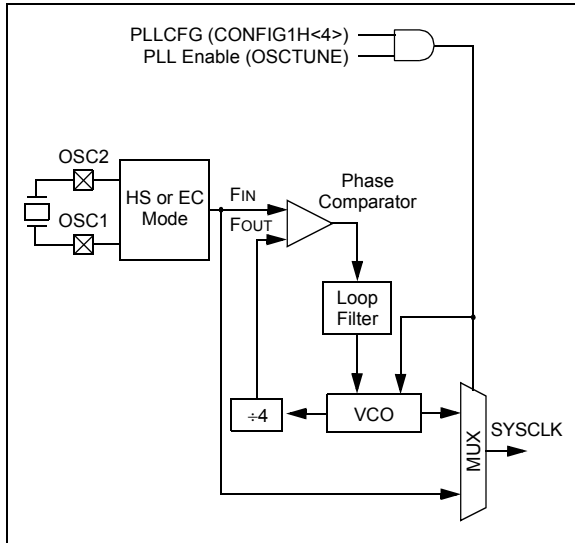 PLLCFG (CONFIG1H<4>)
PLL Enable (OSCTUNE)
OSC2
OSC1
HS or EC
Mode
FIN
FOUT
Phase
Comparator
Loop
Filter
÷4
VCO
MUX
SYSCLK